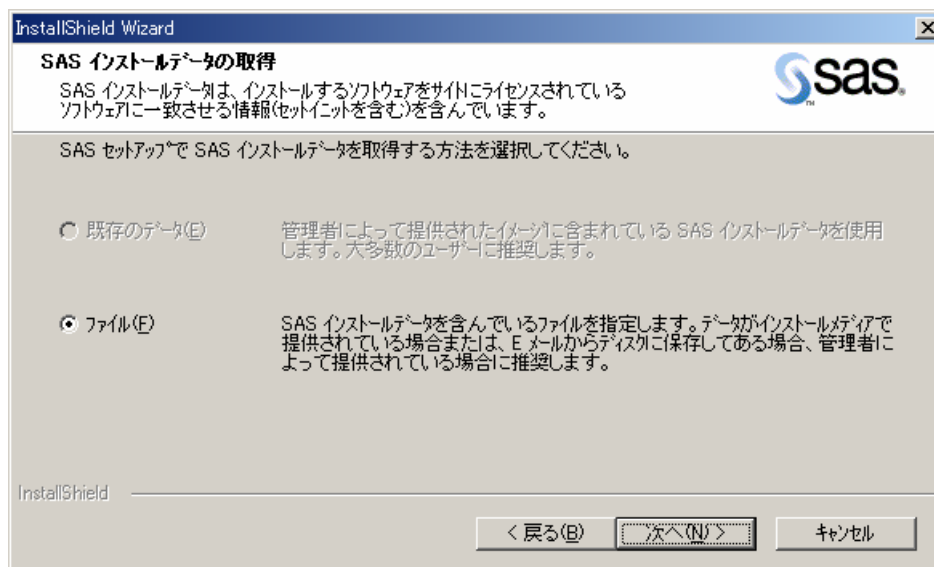 InstallShield Wizard
SAS インストールデータの取得
SAS インストールデータは、インストールするソフトウェアをサイトにライセンスされている
ソフトウェアに一致させる情報(セットイニットを含む)を含んでいます。
sas.
TM
SAS セットアップで SAS インストールデータを取得する方法を選択してください。
既存のデータ(E)
管理者によって提供されたイメージに含まれている SAS インストールデータを使用
します。大多数のユーザーに推奨します。
ファイル(F)
SAS インストールデータを含んでいるファイルを指定します。データがインストールメディアで
提供されている場合または、E メールからディスクに保存してある場合、管理者に
よって提供されている場合に推奨します。
InstallShield
< 戻る(B)
次へ(N) >
キャンセル